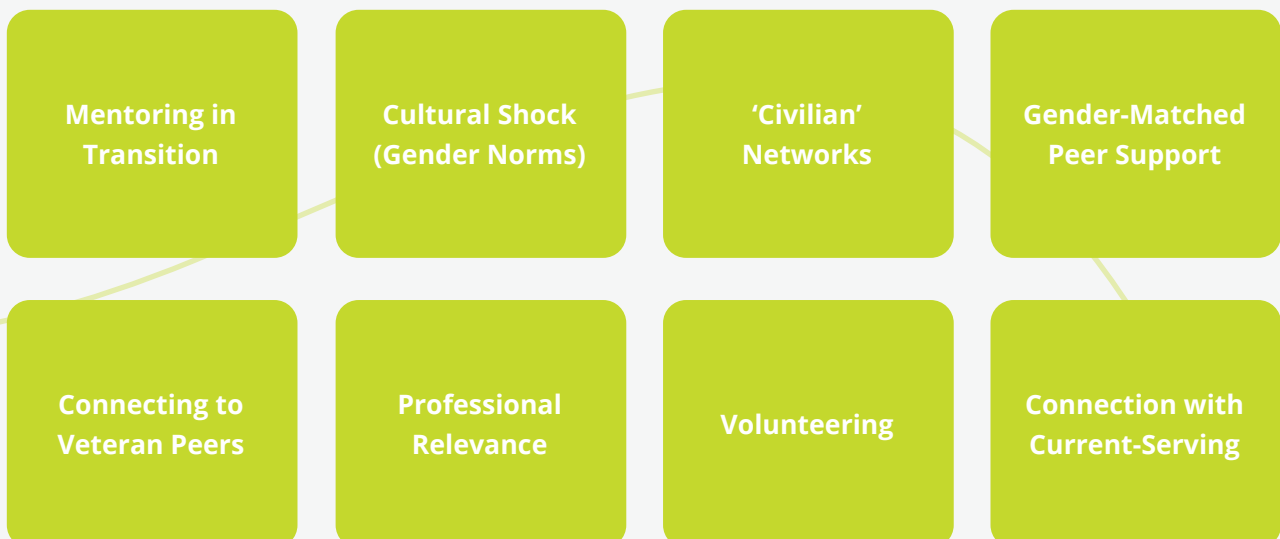 Mentoring in
Transition
Cultural Shock
(Gender Norms)
‘Civilian’
Networks
Gender-Matched
Peer Support
Connecting to
Veteran Peers
Professional
Relevance
Volunteering
Connection with
Current-Serving